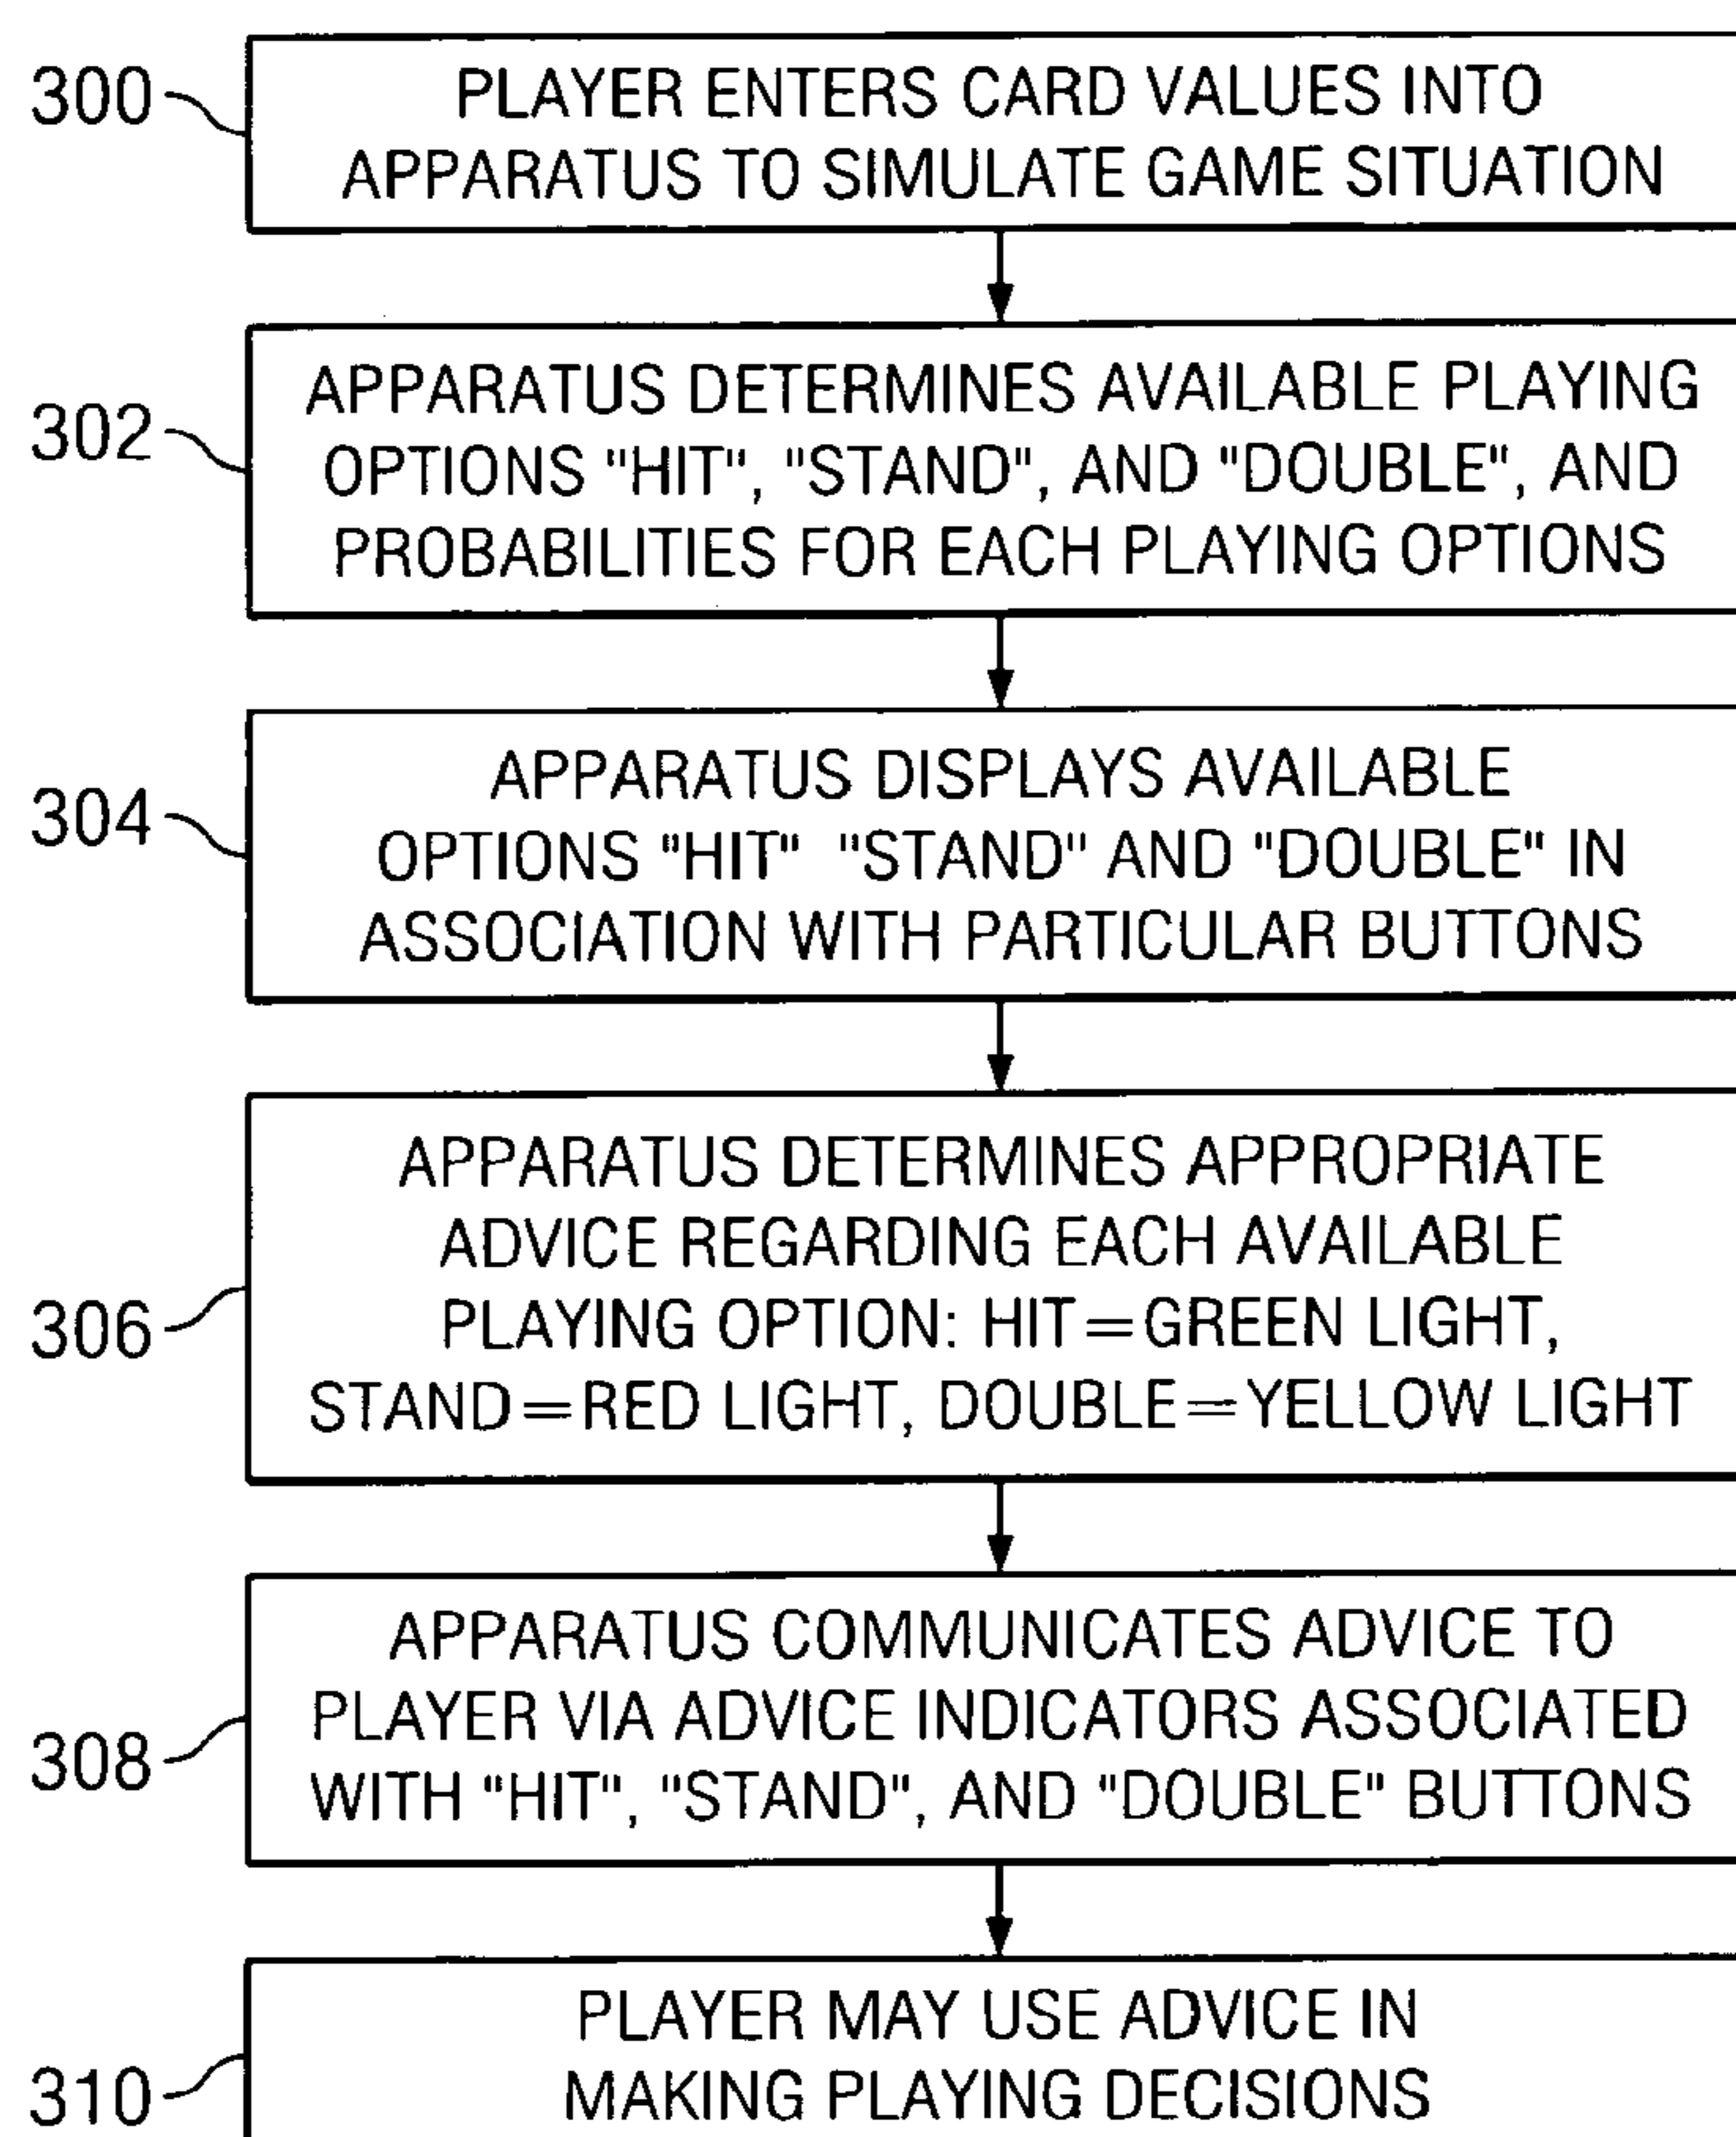 300
PLAYER ENTERS CARD VALUES INTO
APPARATUS TO SIMULATE GAME SITUATION
302
APPARATUS DETERMINES AVAILABLE PLAYING
OPTIONS "HIT", "STAND", AND "DOUBLE", AND
PROBABILITIES FOR EACH PLAYING OPTIONS
304
APPARATUS DISPLAYS AVAILABLE
OPTIONS "HIT" "STAND" AND "DOUBLE" IN
ASSOCIATION WITH PARTICULAR BUTTONS
306
APPARATUS DETERMINES APPROPRIATE
ADVICE REGARDING EACH AVAILABLE
PLAYING OPTION: HIT=GREEN LIGHT,
STAND=RED LIGHT, DOUBLE=YELLOW LIGHT
308
APPARATUS COMMUNICATES ADVICE TO
PLAYER VIA ADVICE INDICATORS ASSOCIATED
WITH "HIT", "STAND", AND "DOUBLE" BUTTONS
310
PLAYER MAY USE ADVICE IN
MAKING PLAYING DECISIONS